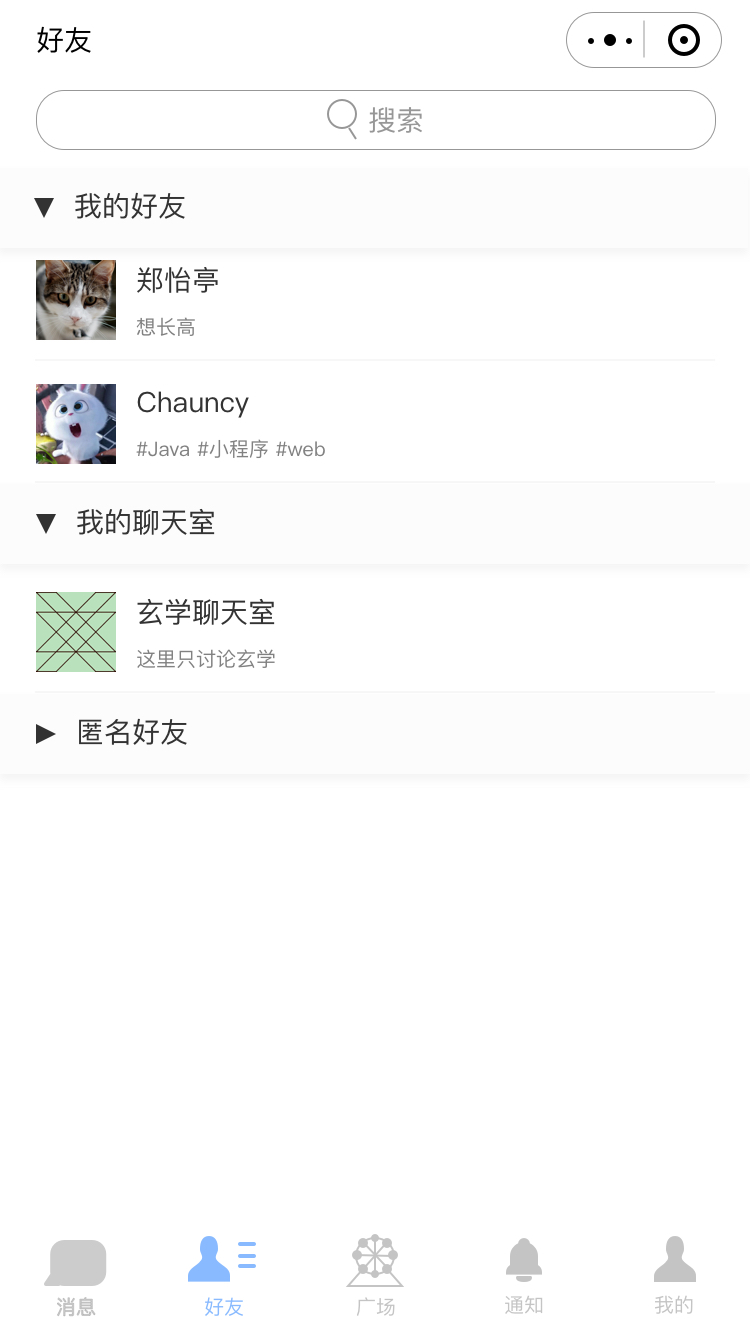 好友
搜索
我的好友
郑怡亭
想长高
Chauncy
#Java #小程序 #web
我的聊天室
玄学聊天室
这里只讨论玄学
匿名好友
消息
好友
广场
通知
我的